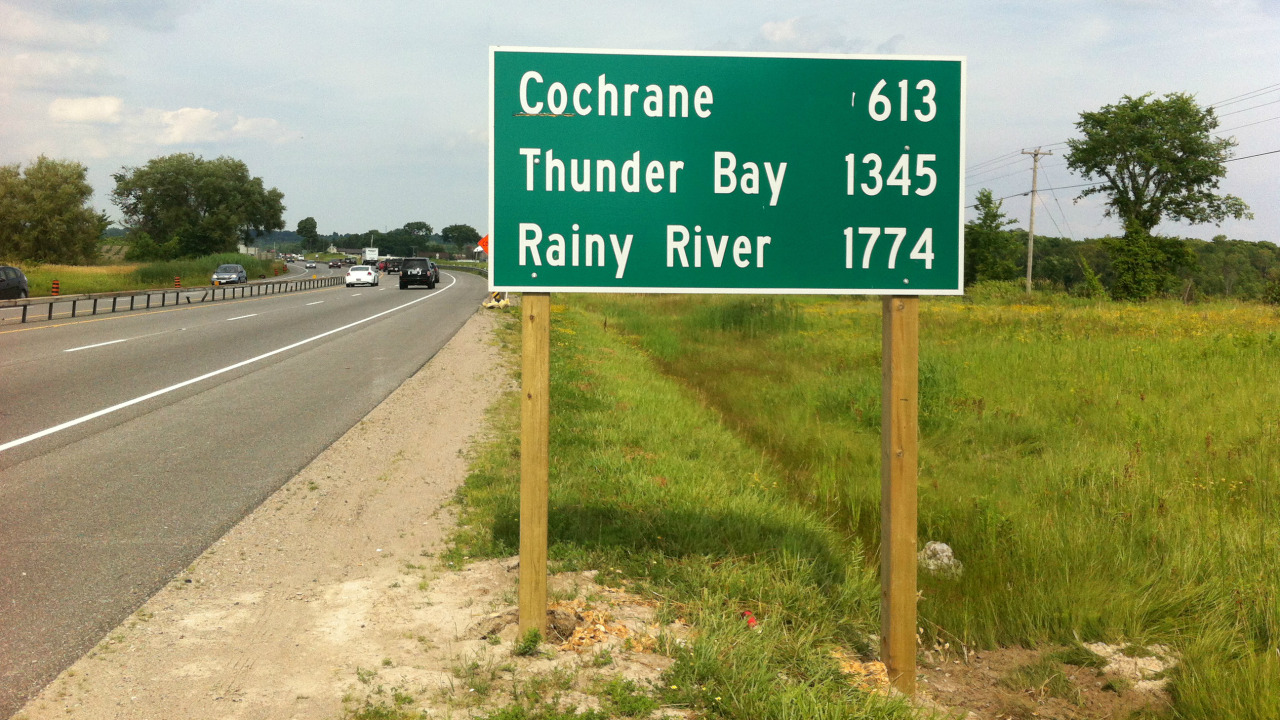 Cochrane 613
Thunder Bay 1345
Rainy River 1774